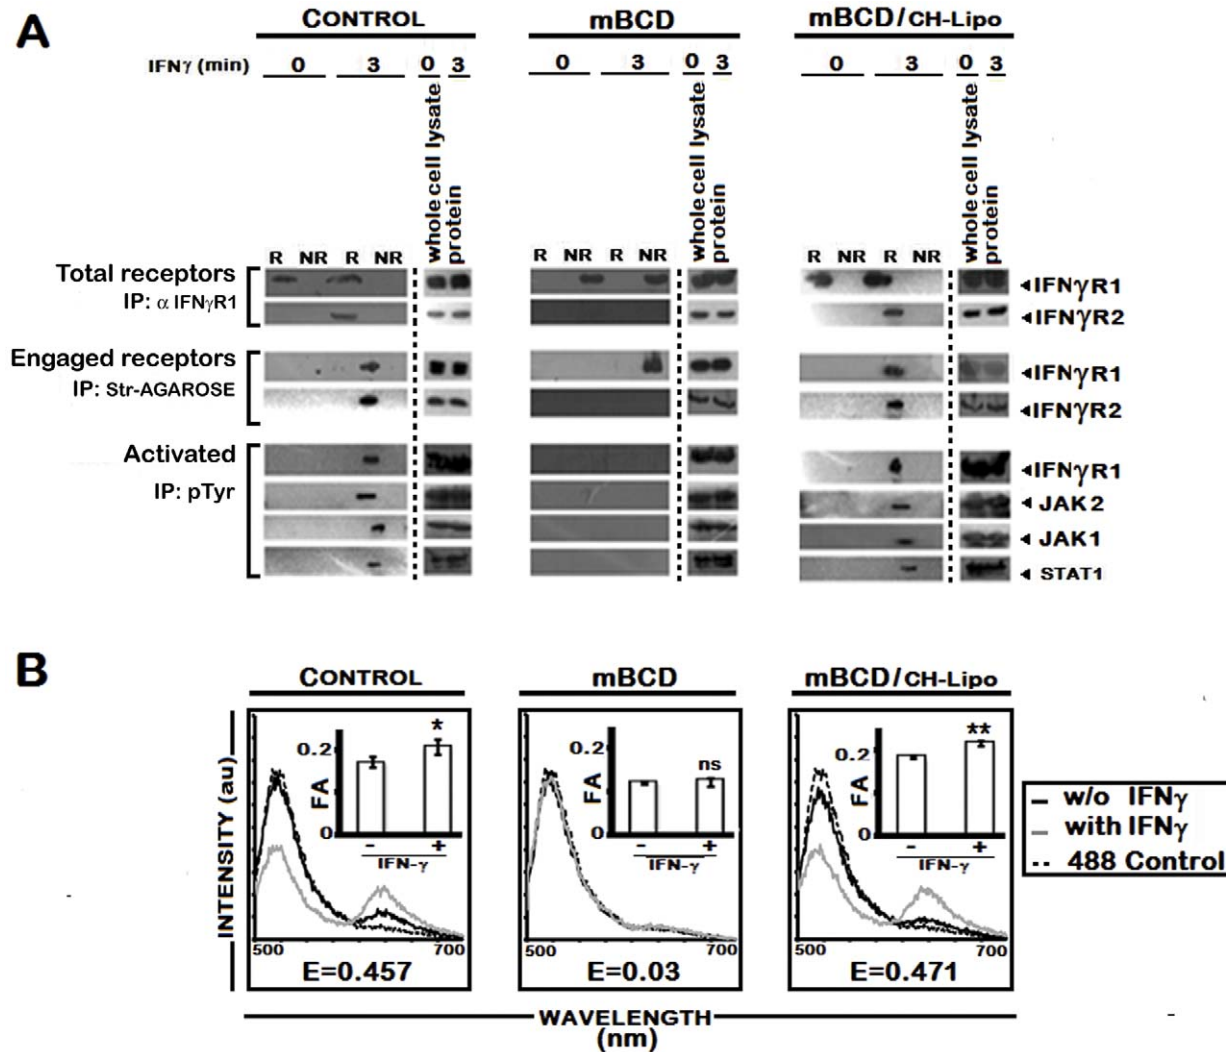 A
CONTROL
mBCD
mBCD/CH-Lipo
IFNγ (min)
0 3 0 3
0 3 0 3
0 3 0 3
whole cell lysate
protein
whole cell lysate
protein
whole cell lysate
protein
R NR R NR
R NR R NR
R NR R NR
Total receptors
IP: α IFNγR1
IFNγR1
IFNγR2
Engaged receptors
IP: Str-AGAROSE
IFNγR1
IFNγR2
Activated
IP: pTyr
IFNγR1
JAK2
JAK1
STAT1
B
CONTROL
mBCD
mBCD/CH-Lipo
INTENSITY (au)
FA
0.2
0
*
- +
IFN-γ
500 700
E=0.457
FA
0.2
0
ns
- +
IFN-γ
500 700
E=0.03
FA
0.2
0
**
- +
IFN-γ
500 700
E=0.471
w/o IFNγ
with IFNγ
488 Control
WAVELENGTH
(nm)